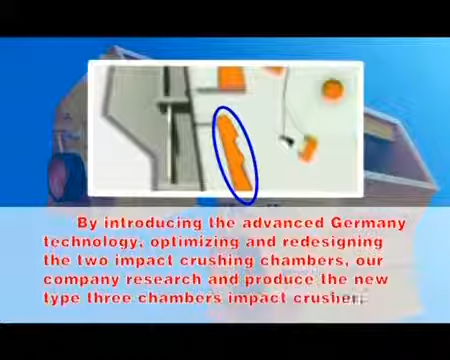 By introducing the advanced Germany
technology, optimizing and redesigning
the two impact crushing chambers, our
company research and produce the new
type three chambers impact crusher,